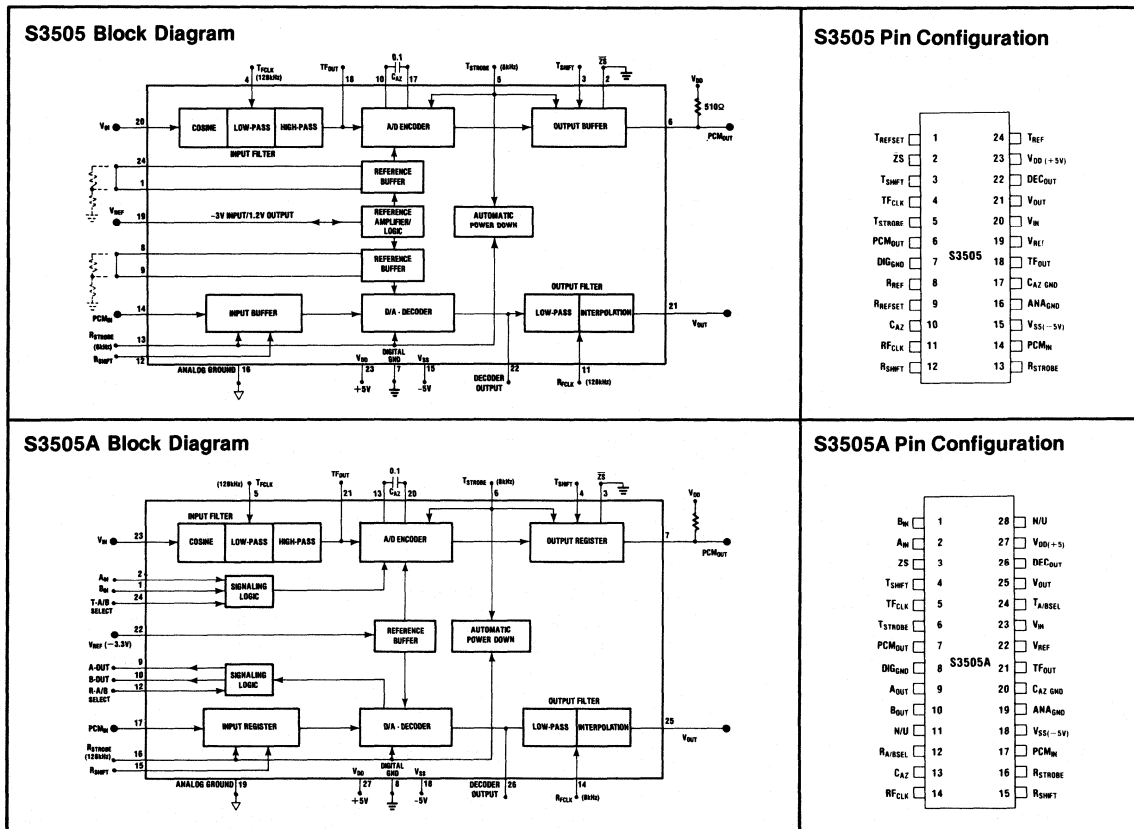 S3505 Block Diagram
TFCLK
(128kHz)
4
TFOUT
18
0.1
CAZ
10
17
TSTROBE (8kHz)
5
TSHIFT
3
ZS
2
VDD
510Ω
VIN
20
COSINE
LOW-PASS
HIGH-PASS
INPUT FILTER
A/D ENCODER
OUTPUT BUFFER
6
PCMOUT
24
1
REFERENCE
BUFFER
VREF
19
-3V INPUT/1.2V OUTPUT
REFERENCE
AMPLIFIER/
LOGIC
AUTOMATIC
POWER DOWN
8
9
REFERENCE
BUFFER
OUTPUT FILTER
PCMIN
14
INPUT BUFFER
D/A - DECODER
LOW-PASS
INTERPOLATION
21
VOUT
RSTROBE
(8kHz)
13
RSHIFT
12
ANALOG GROUND
16
VDD
23
+5V
DIGITAL
GND
7
VSS
15
-5V
DECODER
OUTPUT
22
RFCLK
11
(128kHz)
S3505 Pin Configuration
TREFSET 1 24 TREF
ZS 2 23 VDD (+5V)
TSHIFT 3 22 DECOUT
TFCLK 4 21 VOUT
TSTROBE 5 20 VIN
PCMOUT 6 19 VREF
S3505
DIGGND 7 18 TFOUT
RREF 8 17 CAZ GND
RREFSET 9 16 ANAGND
CAZ 10 15 VSS(-5V)
RFCLK 11 14 PCMIN
RSHIFT 12 13 RSTROBE
S3505A Block Diagram
(128kHz)
TFCLK
5
TFOUT
21
0.1
CAZ
13
20
TSTROBE (8kHz)
6
TSHIFT
4
ZS
3
VDD
INPUT FILTER
VIN
23
COSINE
LOW-PASS
HIGH-PASS
A/D ENCODER
OUTPUT REGISTER
7
PCMOUT
AIN
2
BIN
1
T-A/B
SELECT
24
SIGNALING
LOGIC
VREF (-3.3V)
22
REFERENCE
BUFFER
AUTOMATIC
POWER DOWN
A-OUT
9
B-OUT
10
R-A/B
SELECT
12
SIGNALING
LOGIC
OUTPUT FILTER
PCMIN
17
INPUT REGISTER
D/A - DECODER
LOW-PASS
INTERPOLATION
25
VOUT
RSTROBE
(128kHz)
16
RSHIFT
15
ANALOG GROUND
19
VDD
27
+5V
DIGITAL
GND
8
VSS
18
-5V
DECODER
OUTPUT
26
RFCLK
14
(8kHz)
S3505A Pin Configuration
BIN 1 28 N/U
AIN 2 27 VDD(+5)
ZS 3 26 DECOUT
TSHIFT 4 25 VOUT
TFCLK 5 24 TA/BSEL
TSTROBE 6 23 VIN
PCMOUT 7 22 VREF
S3505A
DIGGND 8 21 TFOUT
AOUT 9 20 CAZ GND
BOUT 10 19 ANAGND
N/U 11 18 VSS(-5V)
RA/BSEL 12 17 PCMIN
CAZ 13 16 RSTROBE
RFCLK 14 15 RSHIFT